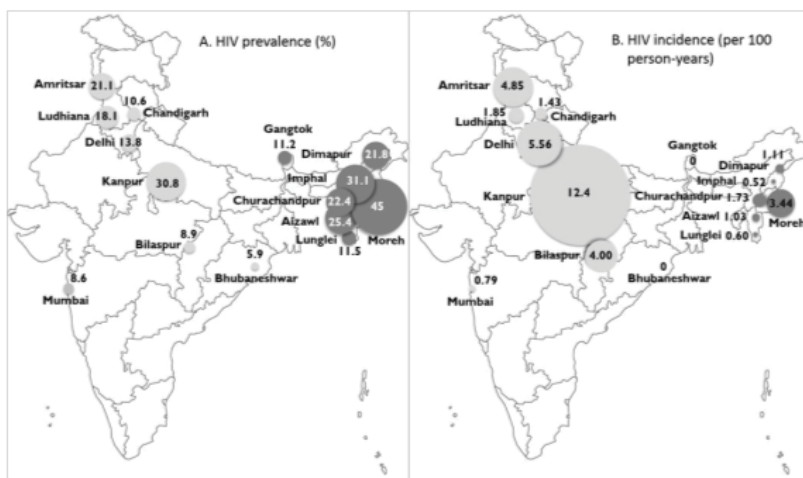 A. HIV prevalence (%)
Amritsar 21.1
10.6
Ludhiana 18.1 Chandigarh
Delhi 13.8
Gangtok
11.2
Dimapur 21.8
Imphal 31.1
Kanpur 30.8
Churachandpur 22.4
45
Aizawl 25.4
Lunglei 11.5 Moreh
8.9
Bilaspur
5.9
Bhubaneshwar
8.6
Mumbai
B. HIV incidence (per 100
person-years)
Amritsar 4.85
1.85 1.43
Ludhiana Chandigarh
Delhi 5.56
Gangtok
0
Dimapur 1.11
Imphal 0.52
Kanpur 12.4
Churachandpur 1.73
3.44
Aizawl 1.03 Moreh
Lunglei 0.60
Bilaspur 4.00
0
Bhubaneshwar
0.79
Mumbai